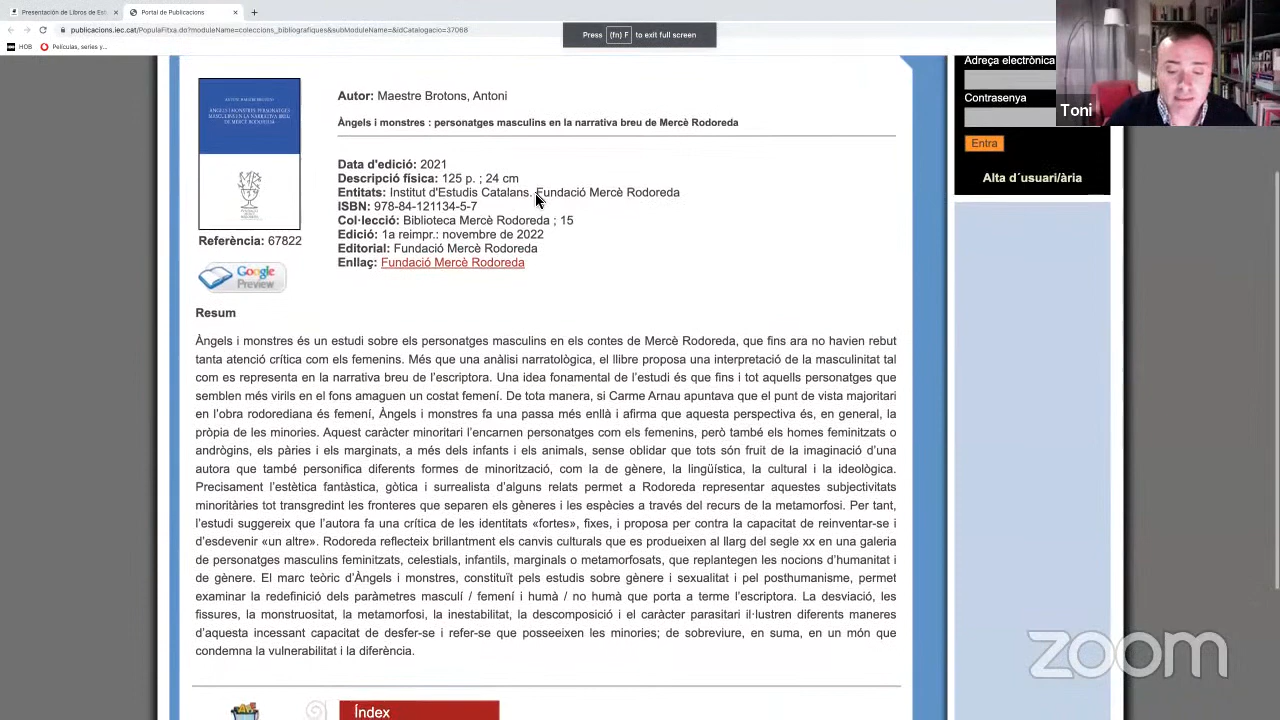 Presentación de Libros de Est
Portal de Publicacions
publicacions.iec.cat/PopulaFitxa.do?moduleName=coleccions_bibliografiques&subModuleName=&idCatalogacio=37068
HBO
Películas, series y...
Press (fn) F to exit full screen
Toni
Adreça electrònica
Contrasenya
Entra
Alta d´usuari/ària
ANTONI MAESTRE BROTONS
ÀNGELS I MONSTRES: PERSONATGES
MASCULINS EN LA NARRATIVA BREU
DE MERCÈ RODOREDA
Referència: 67822
Google
Preview
Autor: Maestre Brotons, Antoni
Àngels i monstres : personatges masculins en la narrativa breu de Mercè Rodoreda
Data d'edició: 2021
Descripció física: 125 p. ; 24 cm
Entitats: Institut d'Estudis Catalans. Fundació Mercè Rodoreda
ISBN: 978-84-121134-5-7
Col·lecció: Biblioteca Mercè Rodoreda ; 15
Edició: 1a reimpr.: novembre de 2022
Editorial: Fundació Mercè Rodoreda
Enllaç: Fundació Mercè Rodoreda
Resum
Àngels i monstres és un estudi sobre els personatges masculins en els contes de Mercè Rodoreda, que fins ara no havien rebut
tanta atenció crítica com els femenins. Més que una anàlisi narratològica, el llibre proposa una interpretació de la masculinitat tal
com es representa en la narrativa breu de l’escriptora. Una idea fonamental de l’estudi és que fins i tot aquells personatges que
semblen més virils en el fons amaguen un costat femení. De tota manera, si Carme Arnau apuntava que el punt de vista majoritari
en l’obra rodorediana és femení, Àngels i monstres fa una passa més enllà i afirma que aquesta perspectiva és, en general, la
pròpia de les minories. Aquest caràcter minoritari l’encarnen personatges com els femenins, però també els homes feminitzats o
andrògins, els pàries i els marginats, a més dels infants i els animals, sense oblidar que tots són fruit de la imaginació d’una
autora que també personifica diferents formes de minorització, com la de gènere, la lingüística, la cultural i la ideològica.
Precisament l’estètica fantàstica, gòtica i surrealista d’alguns relats permet a Rodoreda representar aquestes subjectivitats
minoritàries tot transgredint les fronteres que separen els gèneres i les espècies a través del recurs de la metamorfosi. Per tant,
l’estudi suggereix que l’autora fa una crítica de les identitats «fortes», fixes, i proposa per contra la capacitat de reinventar-se i
d’esdevenir «un altre». Rodoreda reflecteix brillantment els canvis culturals que es produeixen al llarg del segle xx en una galeria
de personatges masculins feminitzats, celestials, infantils, marginals o metamorfosats, que replantegen les nocions d’humanitat i
de gènere. El marc teòric d’Àngels i monstres, constituït pels estudis sobre gènere i sexualitat i pel posthumanisme, permet
examinar la redefinició dels paràmetres masculí / femení i humà / no humà que porta a terme l’escriptora. La desviació, les
fissures, la monstruositat, la metamorfosi, la inestabilitat, la descomposició i el caràcter parasitari il·lustren diferents maneres
d’aquesta incessant capacitat de desfer-se i refer-se que posseeixen les minories; de sobreviure, en suma, en un món que
condemna la vulnerabilitat i la diferència.
Índex
zoom